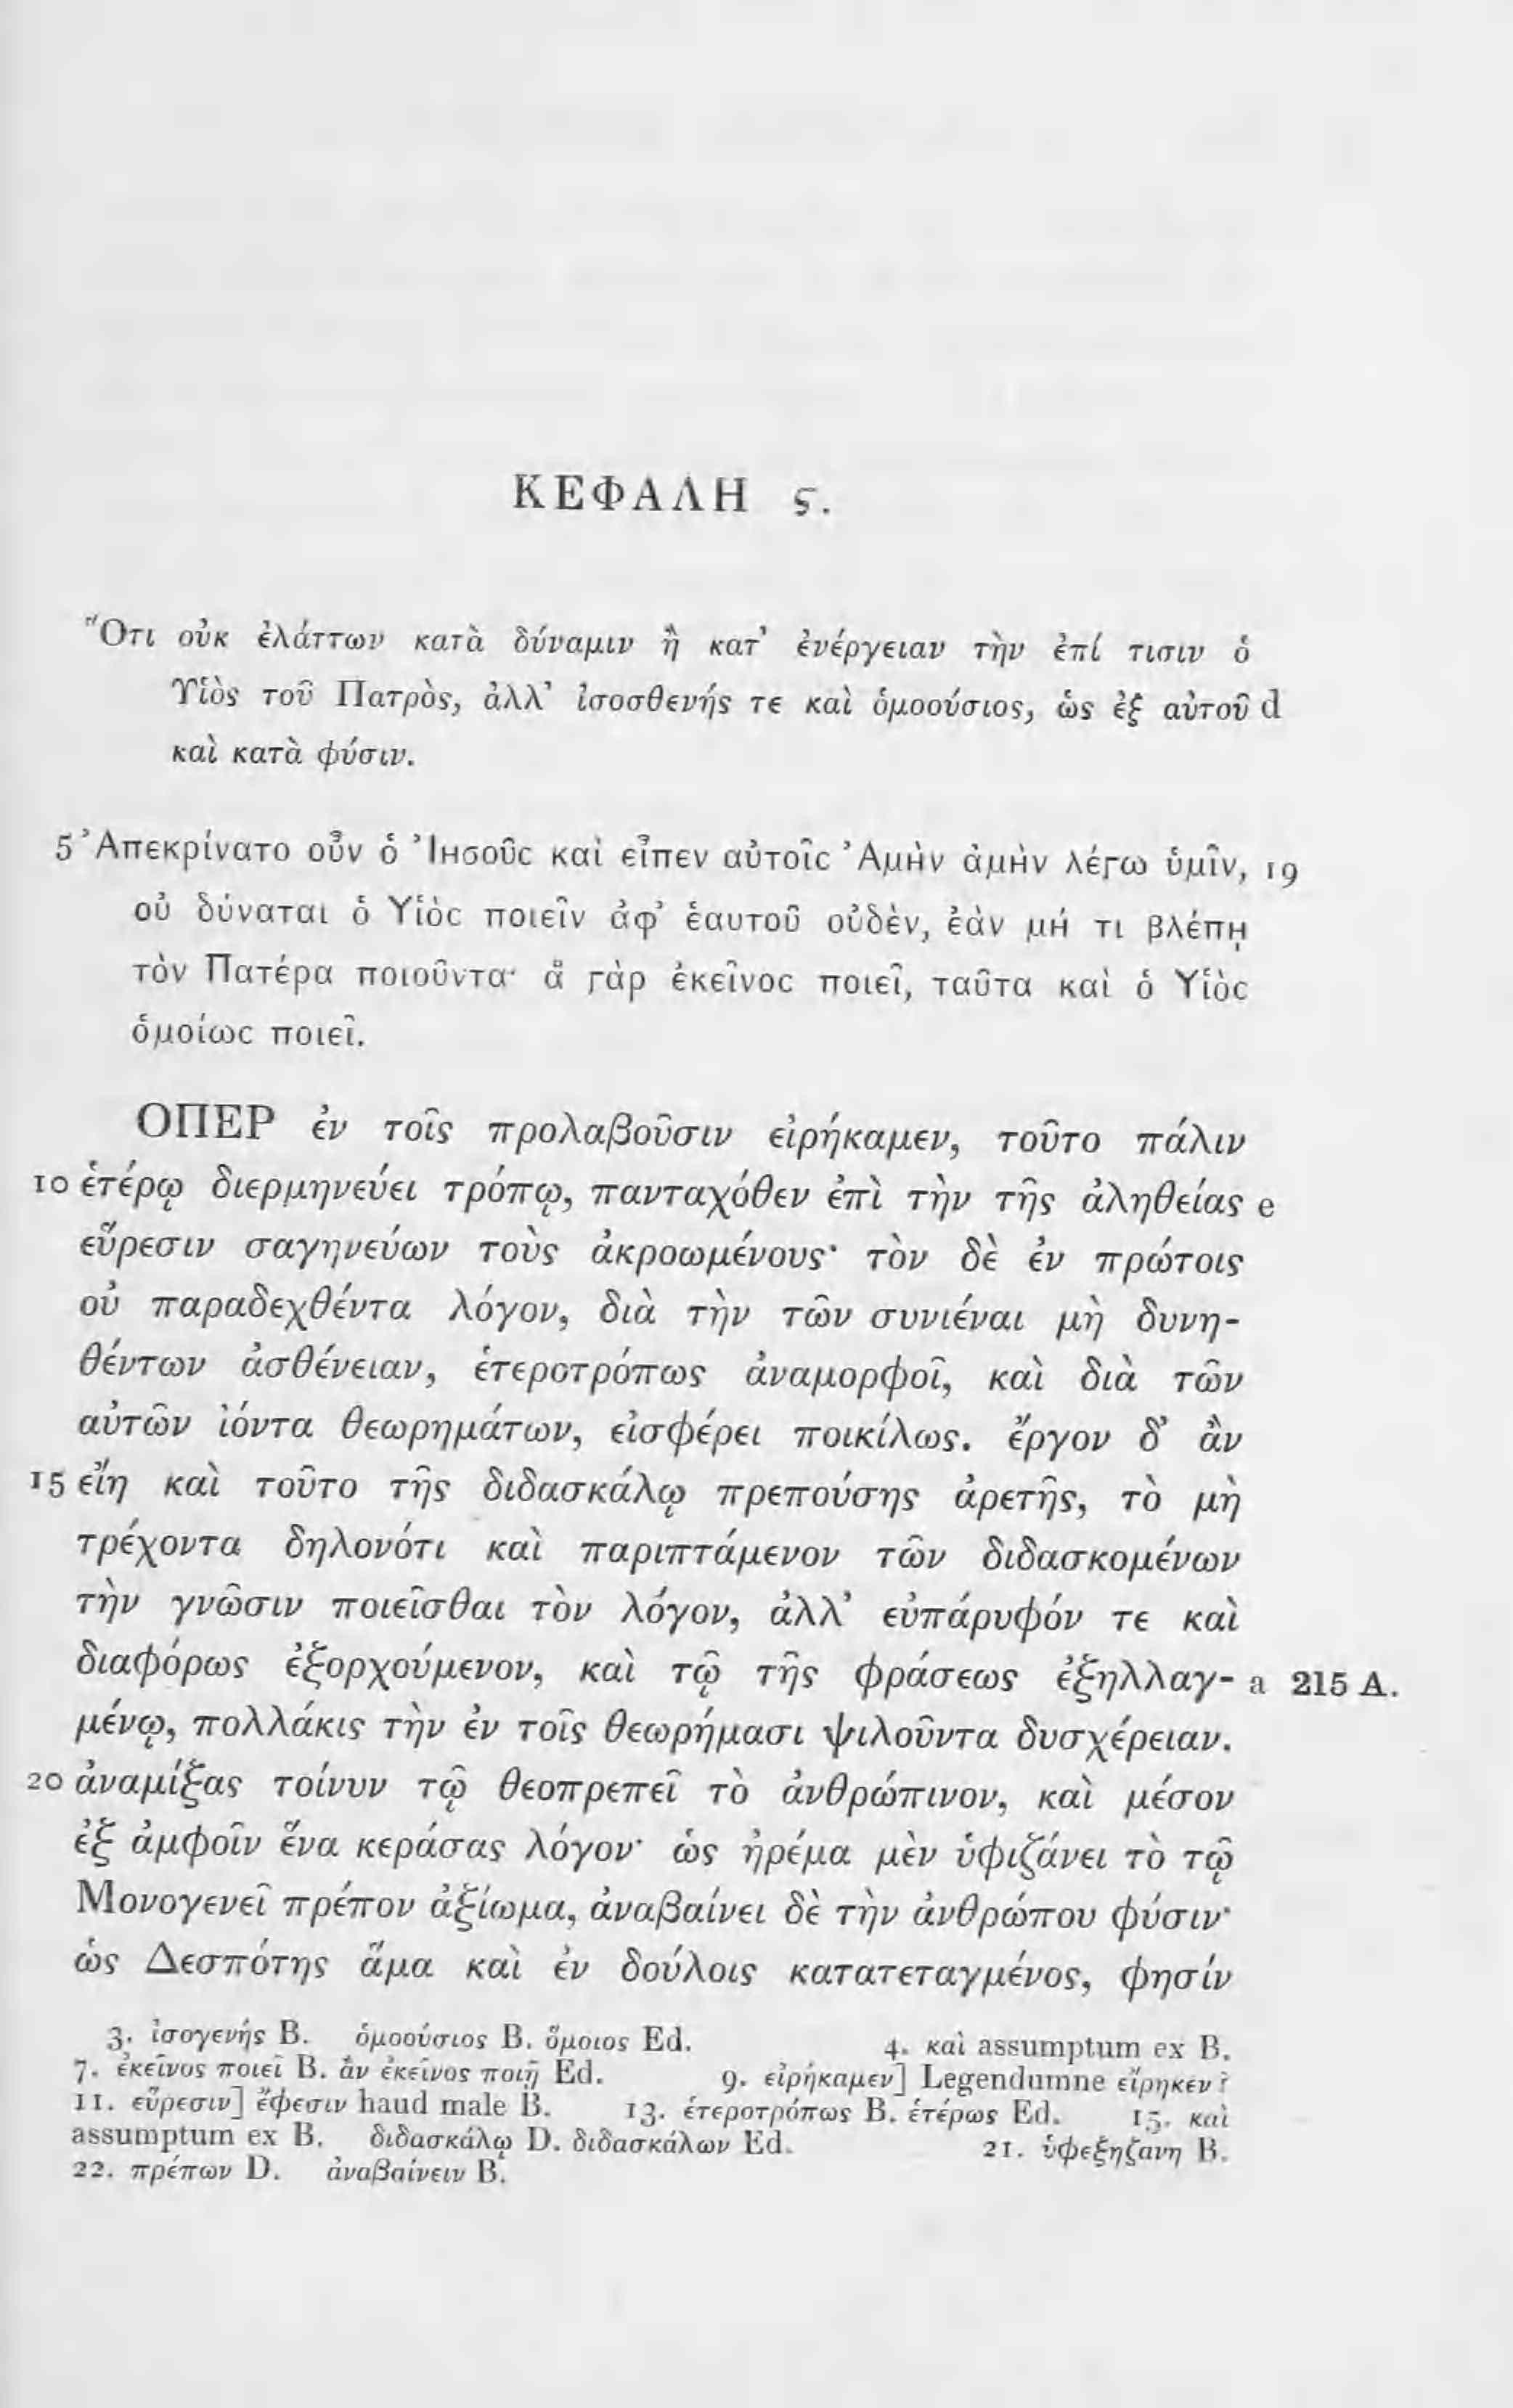 ΚΕΦΑΛΗ ϛ.
Ὅτι οὐκ ἐλάττων κατὰ δύναμιν ἢ κατ’ ἐνέργειαν τὴν ἐπί τισιν ὁ
Υἱὸς τοῦ Πατρὸς, ἀλλ’ ἰσοσθενής τε καὶ ὁμοούσιος, ὡς ἐξ αὐτοῦ d
καὶ κατὰ φύσιν.
5 Ἀπεκρίνατο οὖν ὁ Ἰησοῦς καὶ εἶπεν αὐτοῖς Ἀμὴν ἀμὴν λέγω ὑμῖν, 19
οὐ δύναται ὁ Υἱὸς ποιεῖν ἀφ’ ἑαυτοῦ οὐδὲν, ἐὰν μή τι βλέπῃ
τὸν Πατέρα ποιοῦντα· ἃ γὰρ ἐκεῖνος ποιεῖ, ταῦτα καὶ ὁ Υἱὸς
ὁμοίως ποιεῖ.
ΟΠΕΡ ἐν τοῖς προλαβοῦσιν εἰρήκαμεν, τοῦτο πάλιν
10 ἑτέρῳ διερμηνεύει τρόπῳ, πανταχόθεν ἐπὶ τὴν τῆς ἀληθείας e
εὕρεσιν σαγηνεύων τοὺς ἀκροωμένους· τὸν δὲ ἐν πρώτοις
οὐ παραδεχθέντα λόγον, διὰ τὴν τῶν συνιέναι μὴ δυνη-
θέντων ἀσθένειαν, ἑτεροτρόπως ἀναμορφοῖ, καὶ διὰ τῶν
αὐτῶν ἰόντα θεωρημάτων, εἰσφέρει ποικίλως. ἔργον δ’ ἂν
15 εἴη καὶ τοῦτο τῆς διδασκάλῳ πρεπούσης ἀρετῆς, τὸ μὴ
τρέχοντα δηλονότι καὶ παριπτάμενον τῶν διδασκομένων
τὴν γνῶσιν ποιεῖσθαι τὸν λόγον, ἀλλ’ εὐπάρυφόν τε καὶ
διαφόρως ἐξορχούμενον, καὶ τῷ τῆς φράσεως ἐξηλλαγ- a 215 A.
μένῳ, πολλάκις τὴν ἐν τοῖς θεωρήμασι ψιλοῦντα δυσχέρειαν.
20 ἀναμίξας τοίνυν τῷ θεοπρεπεῖ τὸ ἀνθρώπινον, καὶ μέσον
ἐξ ἀμφοῖν ἕνα κεράσας λόγον· ὡς ἠρέμα μὲν ὑφιζάνει τὸ τῷ
Μονογενεῖ πρέπον ἀξίωμα, ἀναβαίνει δὲ τὴν ἀνθρώπου φύσιν·
ὡς Δεσπότης ἅμα καὶ ἐν δούλοις κατατεταγμένος, φησίν
3. ἰσογενής B. ὁμοούσιος B. ὅμοιος Ed. 4. καὶ assumptum ex B.
7. ἐκεῖνος ποιεῖ B. ἂν ἐκεῖνος ποιῇ Ed. 9. εἰρήκαμεν] Legendumne εἴρηκεν?
11. εὕρεσιν] ἔφεσιν haud male B. 13. ἑτεροτρόπως B. ἑτέρως Ed. 15. καὶ
assumptum ex B. διδασκάλῳ D. διδασκάλων Ed. 21. ὑφεξηζανη B.
22. πρέπων D. ἀναβαίνειν B.